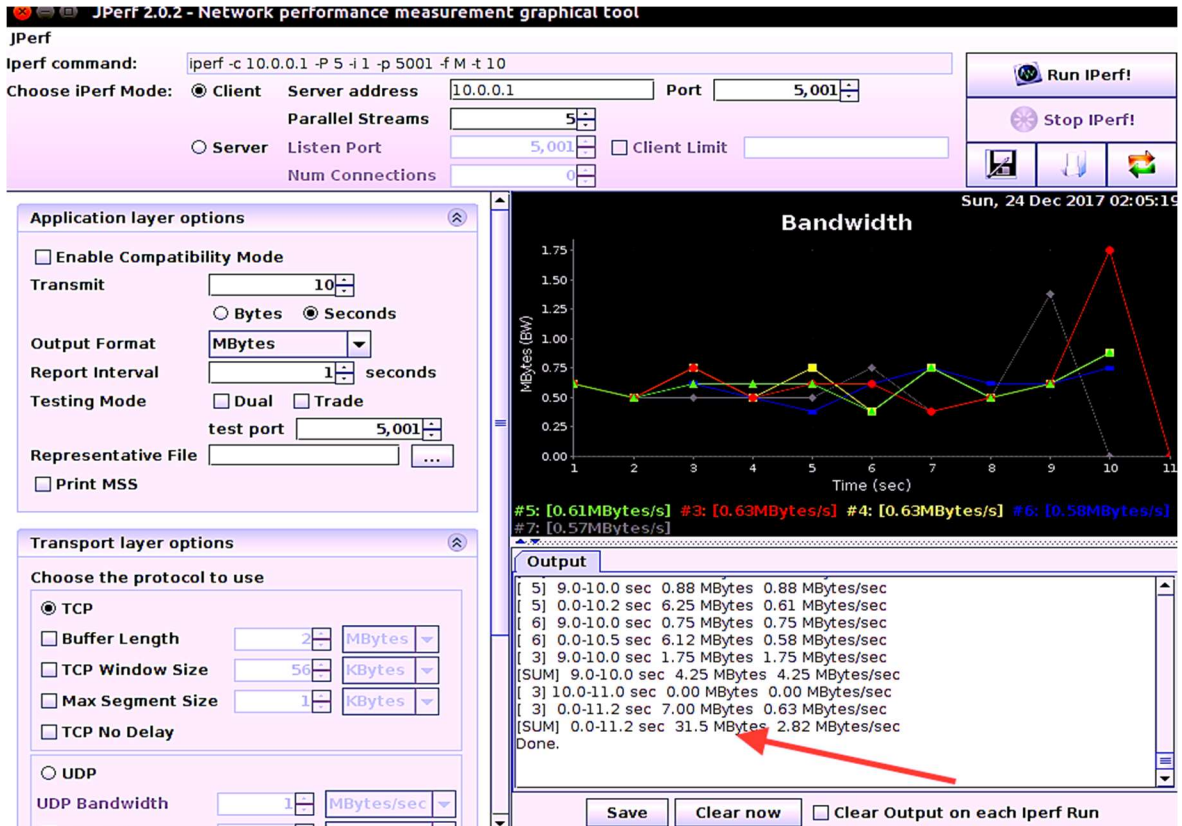 JPerf 2.0.2 - Network performance measurement graphical tool
JPerf
Iperf command: iperf -c 10.0.0.1 -P 5 -i 1 -p 5001 -f M -t 10
Choose iPerf Mode: Client Server address 10.0.0.1 Port 5,001
Parallel Streams 5
Server Listen Port 5,001 Client Limit
Num Connections 0
Run IPerf!
Stop IPerf!
Application layer options
Enable Compatibility Mode
Transmit 10
Bytes Seconds
Output Format MBytes
Report Interval 1 seconds
Testing Mode Dual Trade
test port 5,001
Representative File ...
Print MSS
Transport layer options
Choose the protocol to use
TCP
Buffer Length 2 MBytes
TCP Window Size 56 KBytes
Max Segment Size 1 KBytes
TCP No Delay
UDP
UDP Bandwidth 1 MBytes/sec
Sun, 24 Dec 2017 02:05:19
Bandwidth
MBytes (BW)
1.75
1.50
1.25
1.00
0.75
0.50
0.25
0.00
1 2 3 4 5 6 7 8 9 10 11
Time (sec)
#5: [0.61MBytes/s] #3: [0.63MBytes/s] #4: [0.63MBytes/s] #6: [0.58MBytes/s]
#7: [0.57MBytes/s]
Output
[ 5] 9.0-10.0 sec 0.88 MBytes 0.88 MBytes/sec
[ 5] 0.0-10.2 sec 6.25 MBytes 0.61 MBytes/sec
[ 6] 9.0-10.0 sec 0.75 MBytes 0.75 MBytes/sec
[ 6] 0.0-10.5 sec 6.12 MBytes 0.58 MBytes/sec
[ 3] 9.0-10.0 sec 1.75 MBytes 1.75 MBytes/sec
[SUM] 9.0-10.0 sec 4.25 MBytes 4.25 MBytes/sec
[ 3] 10.0-11.0 sec 0.00 MBytes 0.00 MBytes/sec
[ 3] 0.0-11.2 sec 7.00 MBytes 0.63 MBytes/sec
[SUM] 0.0-11.2 sec 31.5 MBytes 2.82 MBytes/sec
Done.
Save Clear now Clear Output on each Iperf Run